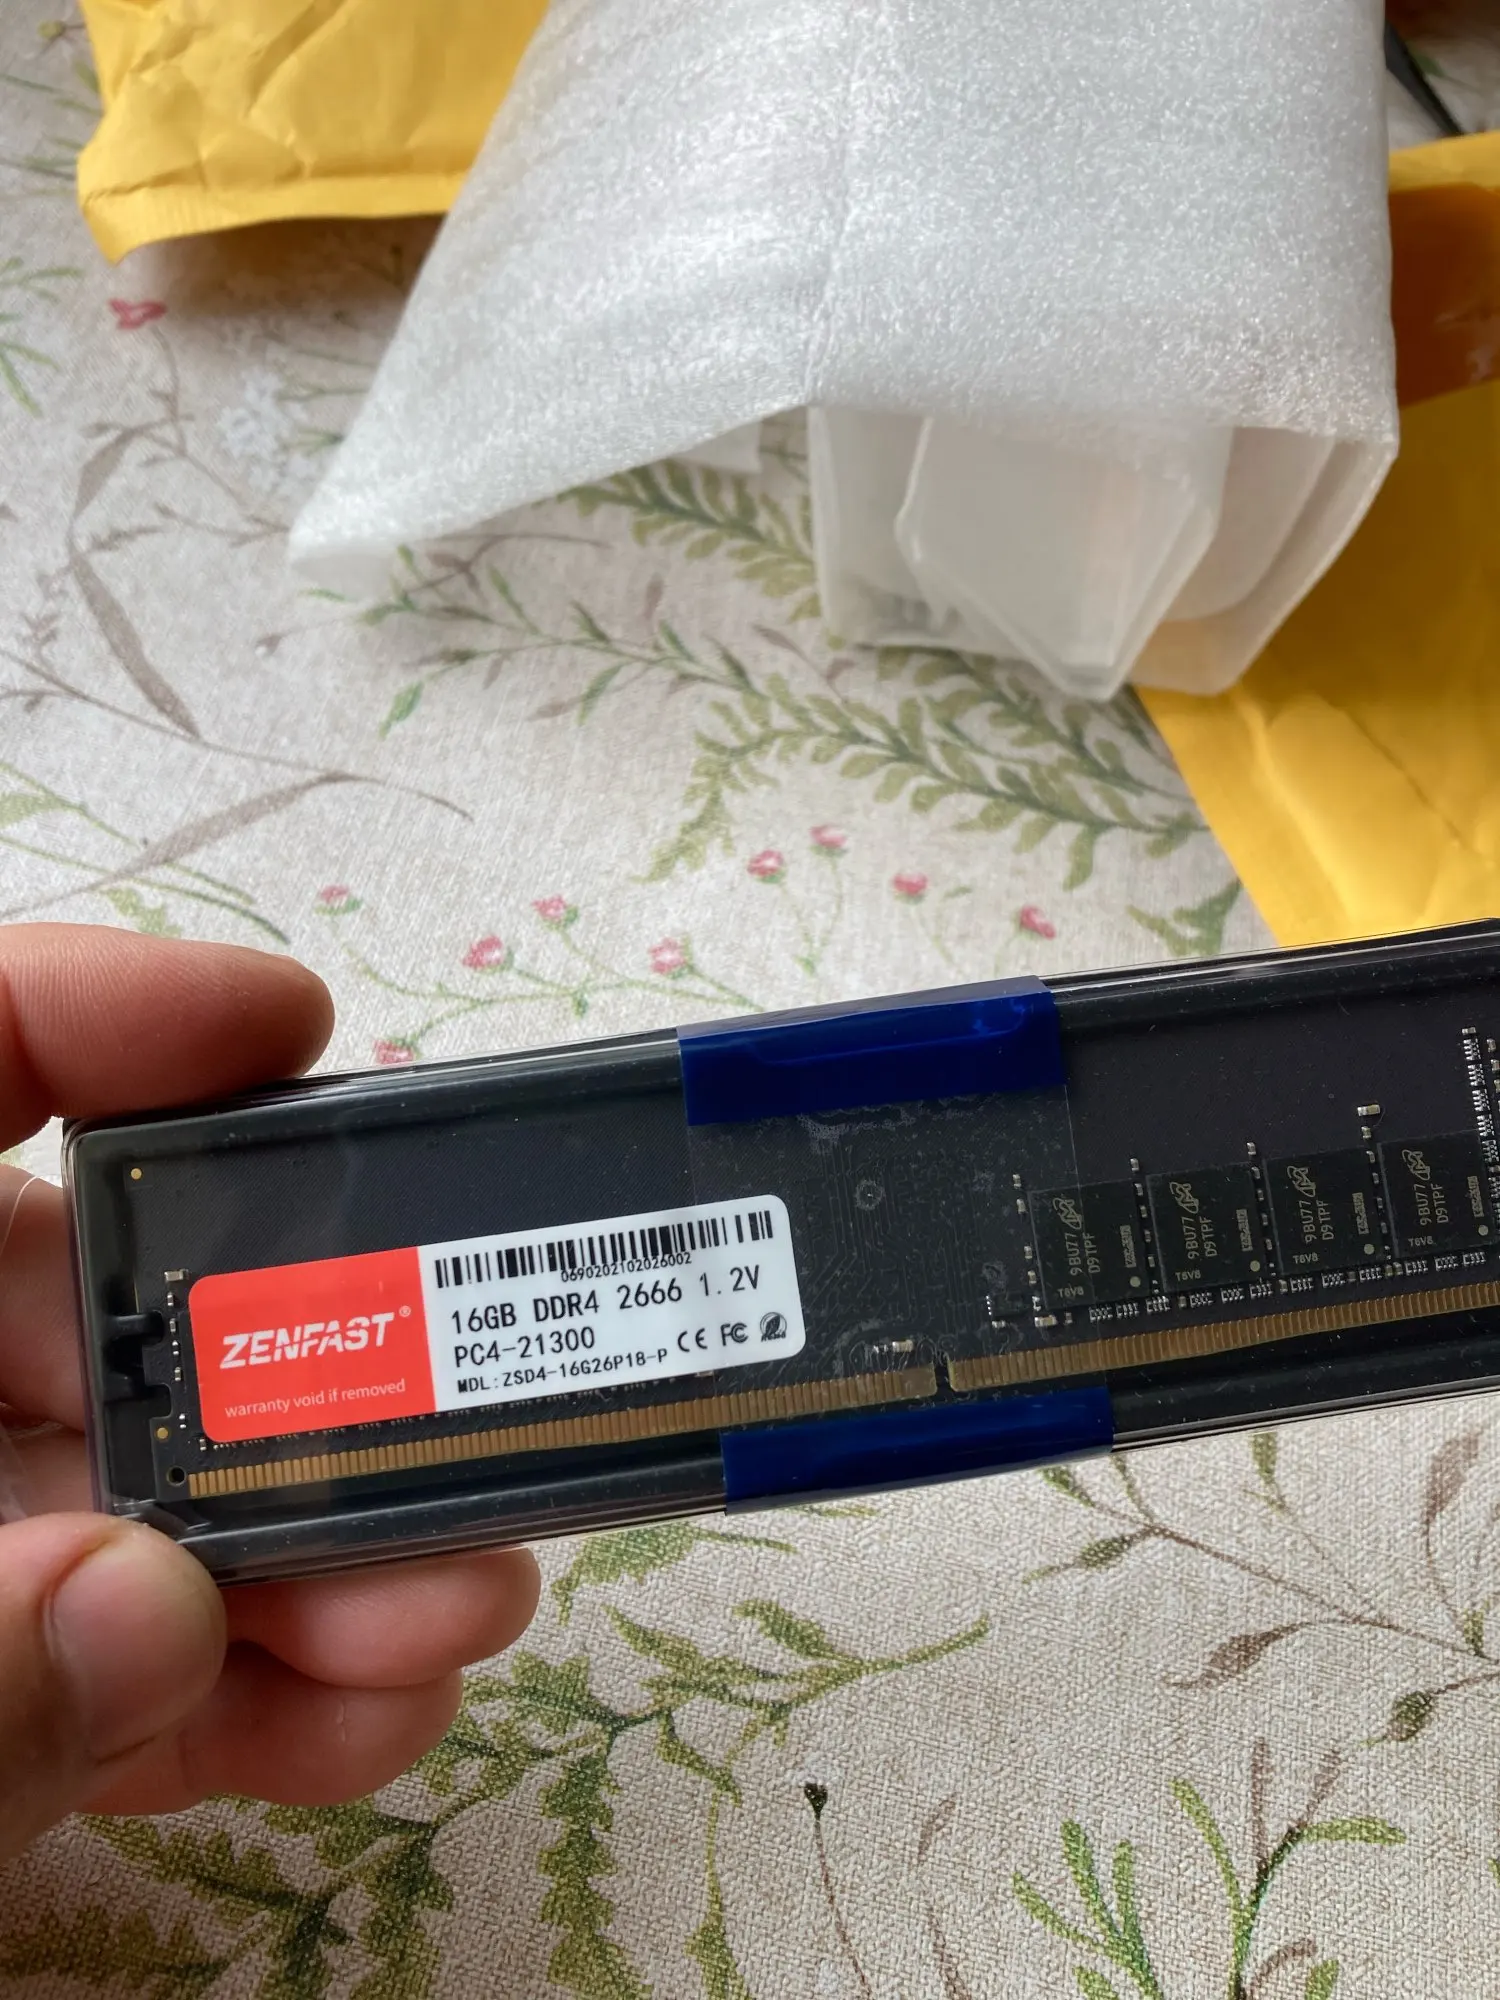 ZENFAST®
warranty void if removed
0690202102026002
16GB DDR4 2666 1.2V
PC4-21300
MDL:ZSD4-16G26P18-P CE FC
9BU77
D9TPF
9BU77
D9TPF
9BU77
D9TPF
9BU77
D9TPF